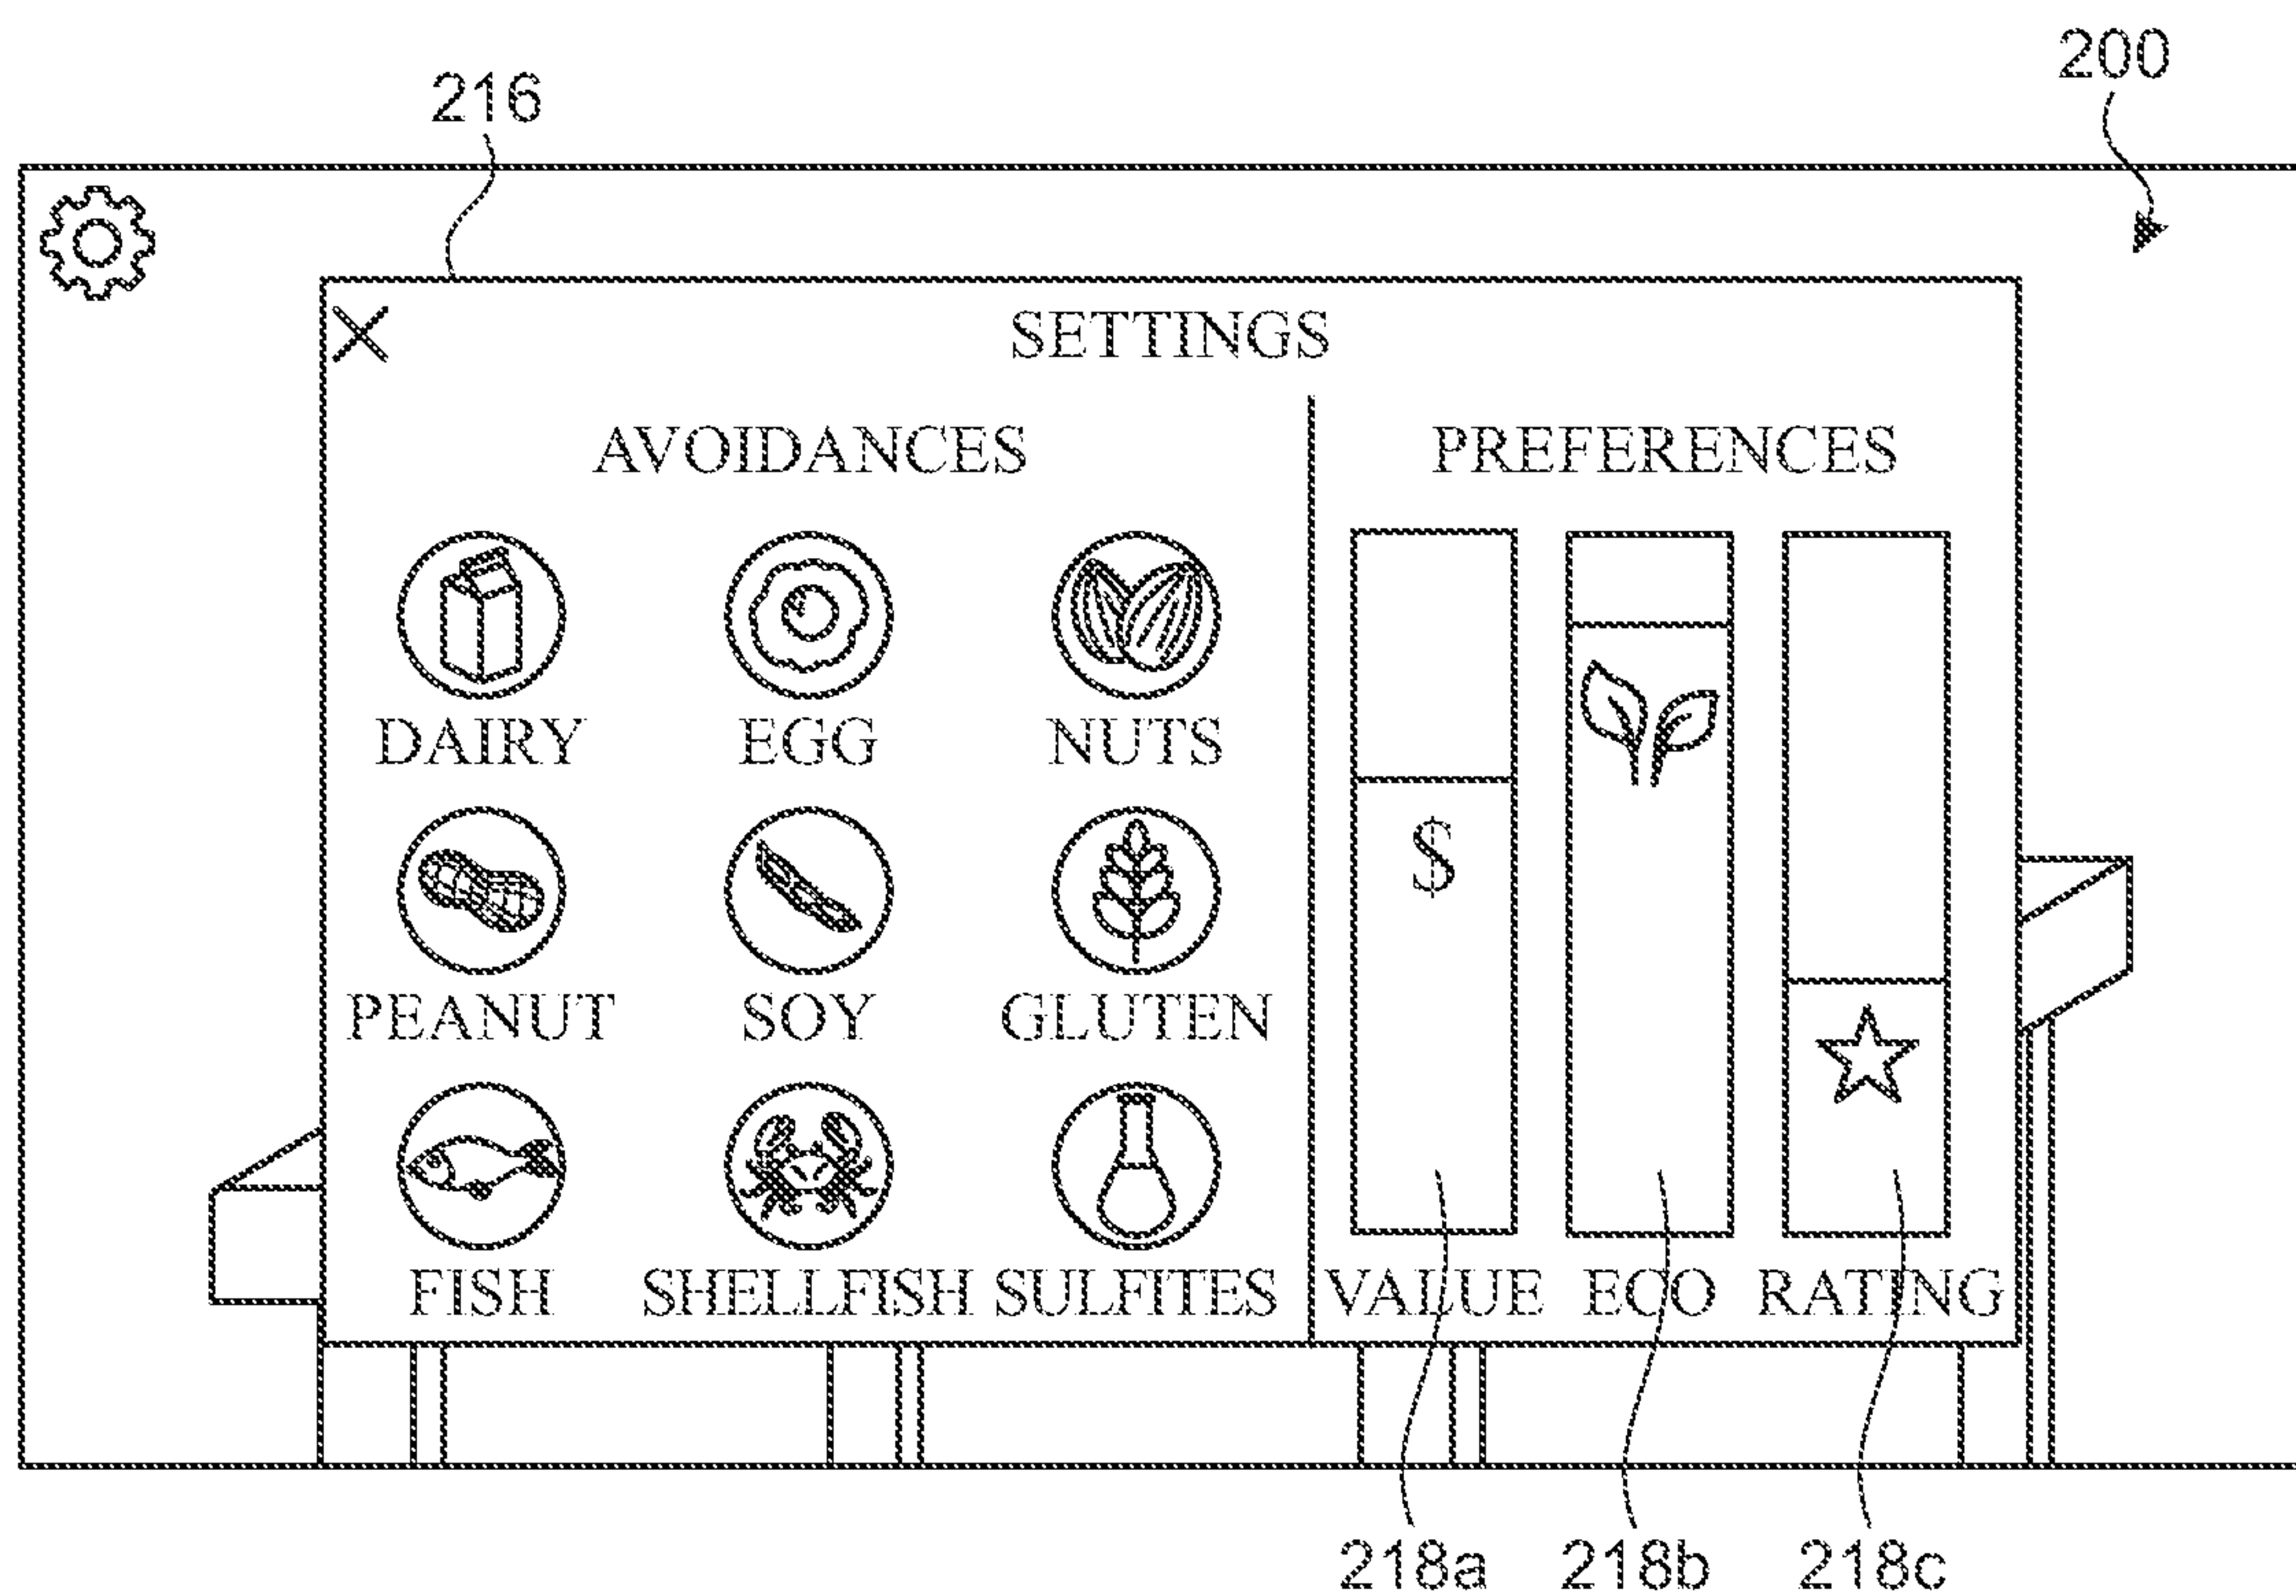 200
216
SETTINGS
AVOIDANCES PREFERENCES
DAIRY EGG NUTS
$
PEANUT SOY GLUTEN
FISH SHELLFISH SULFITES VALUE ECO RATING
218a 218b 218c